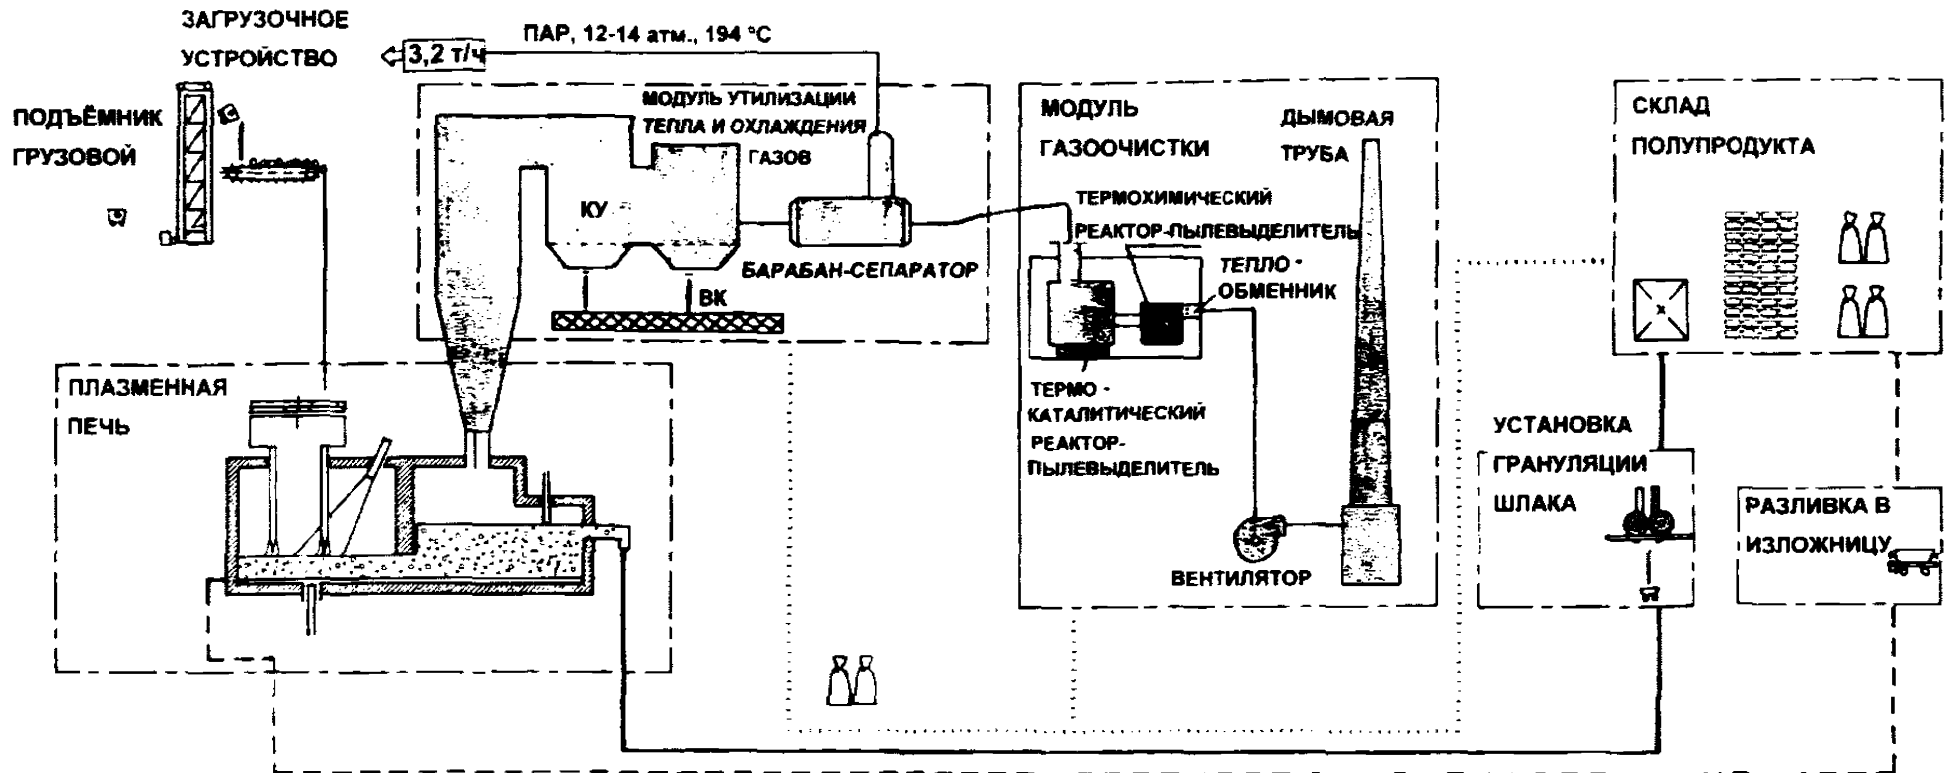 ЗАГРУЗОЧНОЕ
УСТРОЙСТВО
ПОДЪЁМНИК
ГРУЗОВОЙ
3,2 т/ч
ПАР, 12-14 атм., 194 °С
МОДУЛЬ УТИЛИЗАЦИИ
ТЕПЛА И ОХЛАЖДЕНИЯ
ГАЗОВ
КУ
БАРАБАН-СЕПАРАТОР
ВК
МОДУЛЬ
ГАЗООЧИСТКИ
ДЫМОВАЯ
ТРУБА
ТЕРМОХИМИЧЕСКИЙ
РЕАКТОР-ПЫЛЕВЫДЕЛИТЕЛЬ
ТЕПЛО -
ОБМЕННИК
ТЕРМО -
КАТАЛИТИЧЕСКИЙ
РЕАКТОР-
ПЫЛЕВЫДЕЛИТЕЛЬ
ВЕНТИЛЯТОР
СКЛАД
ПОЛУПРОДУКТА
УСТАНОВКА
ГРАНУЛЯЦИИ
ШЛАКА
РАЗЛИВКА В
ИЗЛОЖНИЦУ
ПЛАЗМЕННАЯ
ПЕЧЬ